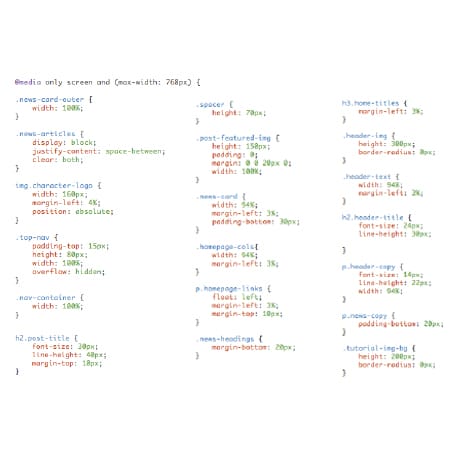 @media only screen and (max-width: 768px) {
.news-card-outer {
width: 100%;
}
.news-articles {
display: block;
justify-content: space-between;
clear: both;
}
img.character-logo {
width: 160px;
margin-left: 4%;
position: absolute;
}
.top-nav {
padding-top: 15px;
height: 80px;
width: 100%;
overflow: hidden;
}
.nav-container {
width: 100%;
}
h2.post-title {
font-size: 30px;
line-height: 40px;
margin-top: 10px;
}
.spacer {
height: 70px;
}
.post-featured-img {
height: 150px;
padding: 0;
margin: 0 0 20px 0;
width: 100%;
}
.news-card {
width: 94%;
margin-left: 3%;
padding-bottom: 30px;
}
.homepage-cols{
width: 94%;
margin-left: 3%;
}
p.homepage-links {
float: left;
margin-left: 3%;
margin-top: 10px;
}
.news-headings {
margin-bottom: 20px;
}
h3.home-titles {
margin-left: 3%;
}
.header-img {
height: 300px;
border-radius: 0px;
}
.header-text {
width: 94%;
margin-left: 2%;
}
h2.header-title {
font-size: 24px;
line-height: 30px;
}
p.header-copy {
font-size: 14px;
line-height: 22px;
width: 94%;
}
p.news-copy {
padding-bottom: 20px;
}
.tutorial-img-bg {
height: 200px;
border-radius: 0px;
}